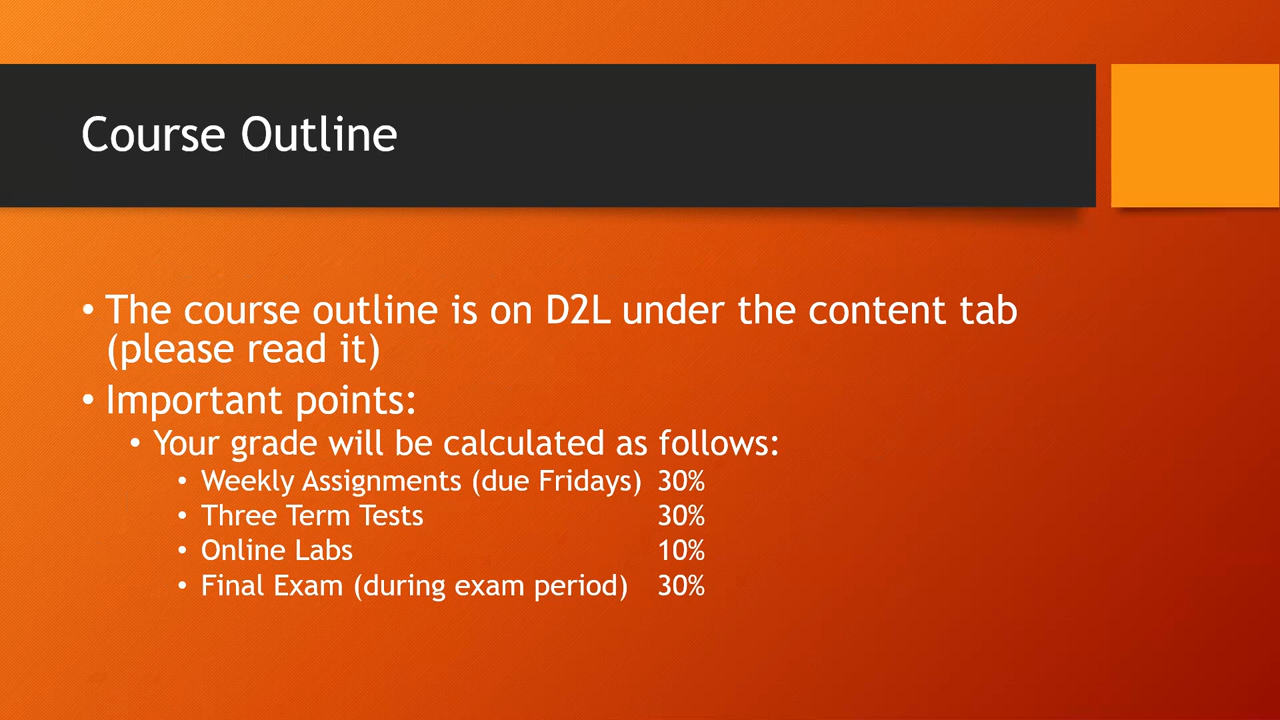 Course Outline
• The course outline is on D2L under the content tab
(please read it)
• Important points:
• Your grade will be calculated as follows:
• Weekly Assignments (due Fridays) 30%
• Three Term Tests 30%
• Online Labs 10%
• Final Exam (during exam period) 30%